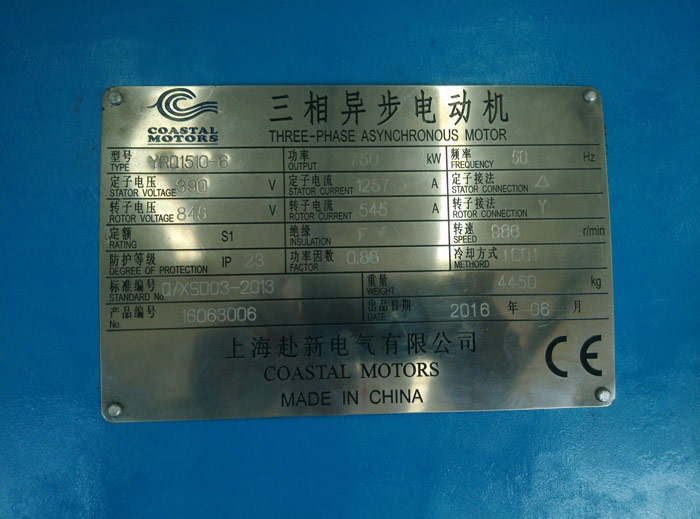 COASTAL MOTORS
三相异步电动机
THREE-PHASE ASYNCHRONOUS MOTOR
型号 TYPE 功率 OUTPUT kW 频率 FREQUENCY 50 Hz
定子电压 STATOR VOLTAGE 380 V 定子电流 STATOR CURRENT 1257 A 定子接法 STATOR CONNECTION △
转子电压 ROTOR VOLTAGE V 转子电流 ROTOR CURRENT 545 A 转子接法 ROTOR CONNECTION Y
定额 RATING S1 绝缘 INSULATION F 转速 SPEED r/min
防护等级 DEGREE OF PROTECTION IP 23 功率因数 FACTOR 0.86 冷却方式 METHORD
标准编号 STANDARD No. Q/XSD03-2013 重量 WEIGHT 4450 kg
产品编号 No. 16063006 出品日期 DATE 2016 年 06 月
上海赴新电气有限公司
COASTAL MOTORS
MADE IN CHINA
CE